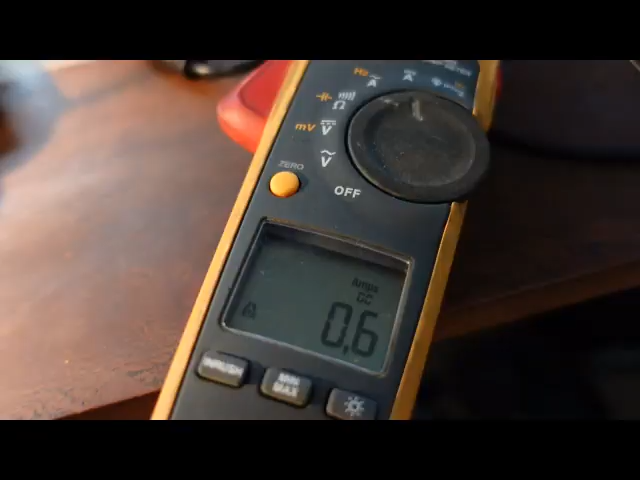 Hz
Ω
mV V
V
ZERO
OFF
Amps
DC
0.6
INRUSH
MIN
MAX